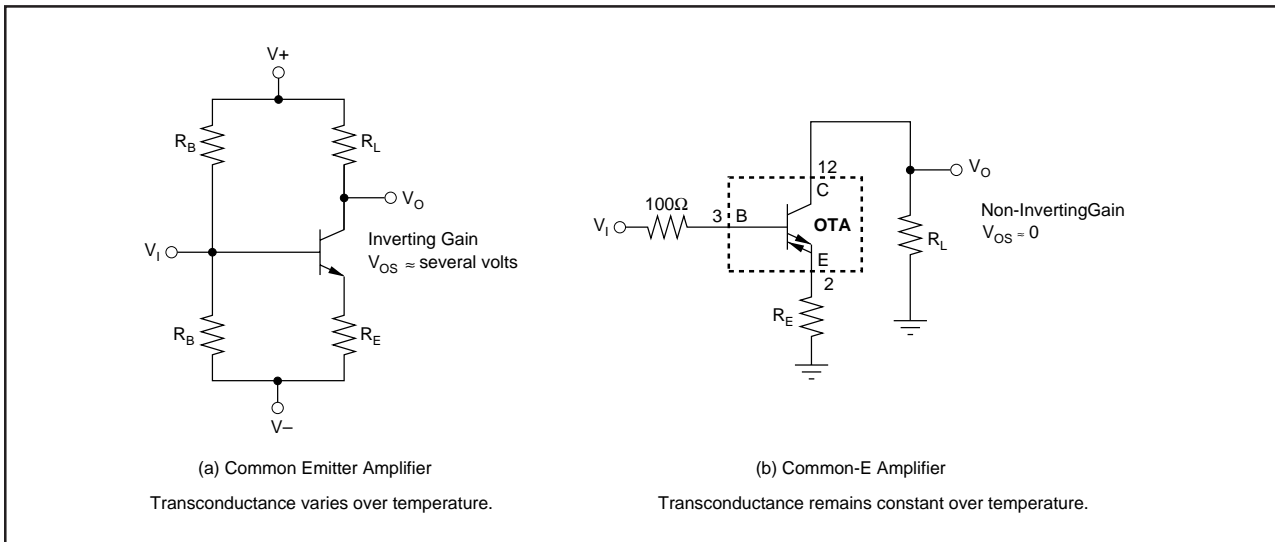 V+
R_B
R_L
V_O
V_I
Inverting Gain
V_OS ≈ several volts
R_B
R_E
V–
(a) Common Emitter Amplifier
Transconductance varies over temperature.
12
C
V_O
100Ω
V_I
3
B
OTA
Non-InvertingGain
V_OS ≈ 0
R_L
E
2
R_E
(b) Common-E Amplifier
Transconductance remains constant over temperature.